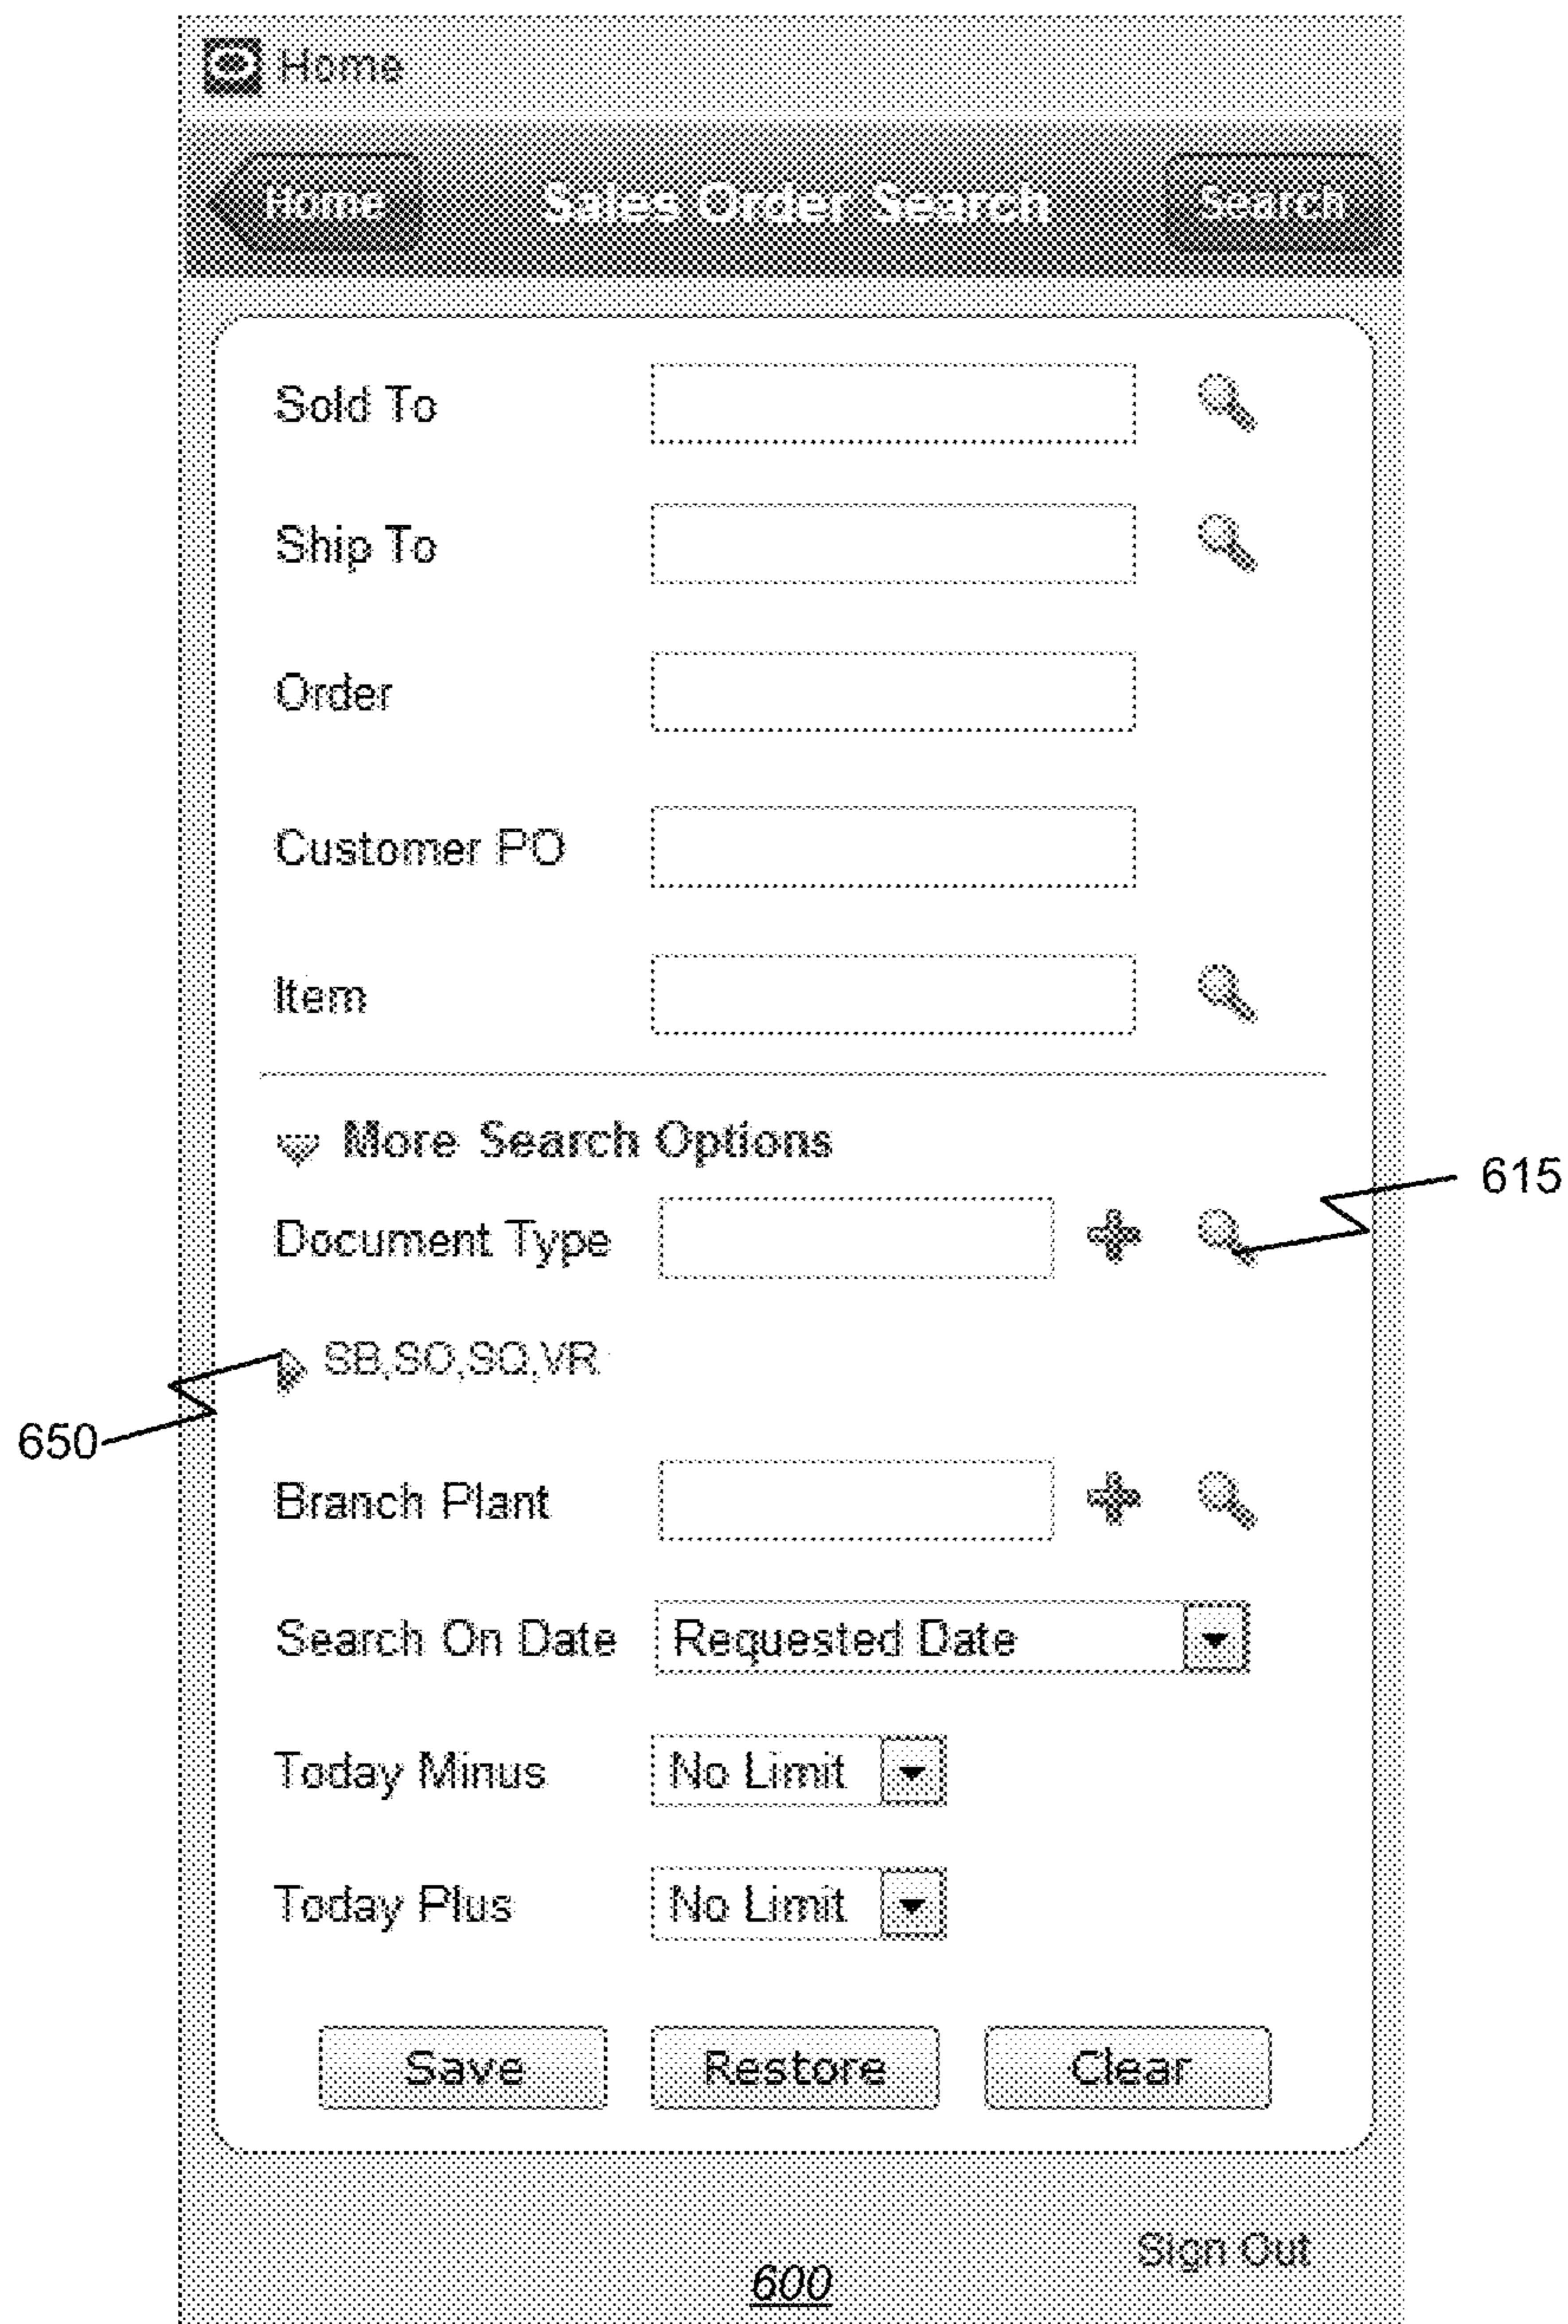 Home
Home Sales Order Search Search
Sold To
Ship To
Order
Customer PO
Item
More Search Options
Document Type
615
SB,SO,SQ,VR
650
Branch Plant
Search On Date Requested Date
Today Minus No Limit
Today Plus No Limit
Save Restore Clear
Sign Out
600